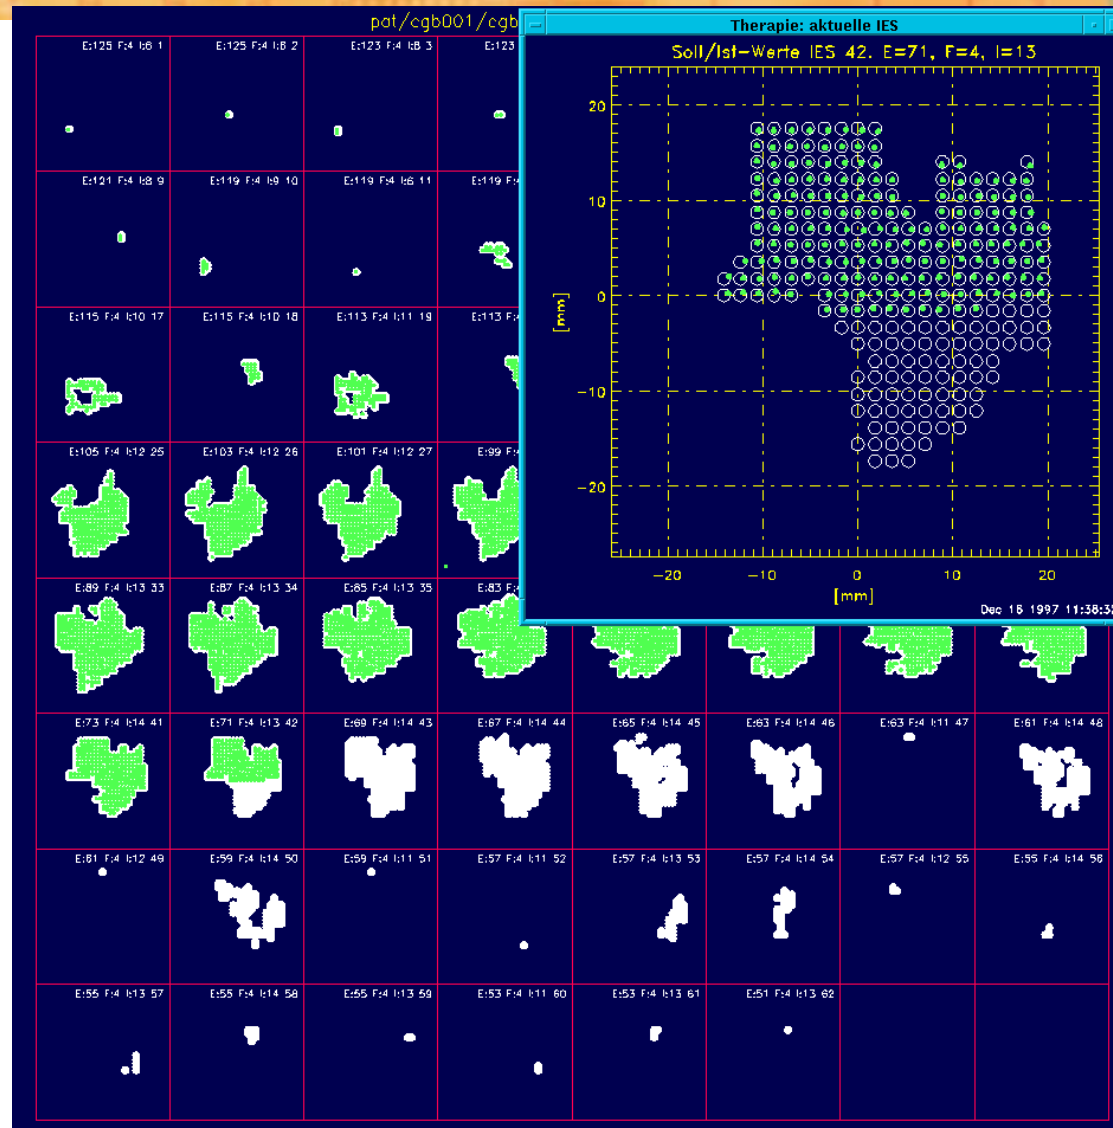 pat/cgb001/cgb
Therapie: aktuelle IES
Soll/Ist-Werte IES 42. E=71, F=4, I=13
20
10
0
-10
-20
[mm]
-20 -10 0 10 20
[mm]
Dec 16 1997 11:38:3
E:125 F:4 I:6 1
E:125 F:4 I:6 2
E:123 F:4 I:8 3
E:123
E:121 F:4 I:8 9
E:119 F:4 I:9 10
E:119 F:4 I:6 11
E:119 F:
E:115 F:4 I:10 17
E:115 F:4 I:10 18
E:113 F:4 I:11 19
E:113 F:
E:105 F:4 I:12 25
E:103 F:4 I:12 26
E:101 F:4 I:12 27
E:99 F:
E:89 F:4 I:13 33
E:87 F:4 I:13 34
E:85 F:4 I:13 35
E:83 F:
E:73 F:4 I:14 41
E:71 F:4 I:13 42
E:69 F:4 I:14 43
E:67 F:4 I:14 44
E:65 F:4 I:14 45
E:63 F:4 I:14 46
E:63 F:4 I:11 47
E:61 F:4 I:14 48
E:61 F:4 I:12 49
E:59 F:4 I:14 50
E:59 F:4 I:11 51
E:57 F:4 I:11 52
E:57 F:4 I:13 53
E:57 F:4 I:14 54
E:57 F:4 I:12 55
E:55 F:4 I:14 56
E:55 F:4 I:13 57
E:55 F:4 I:14 58
E:55 F:4 I:13 59
E:53 F:4 I:11 60
E:53 F:4 I:13 61
E:51 F:4 I:13 62